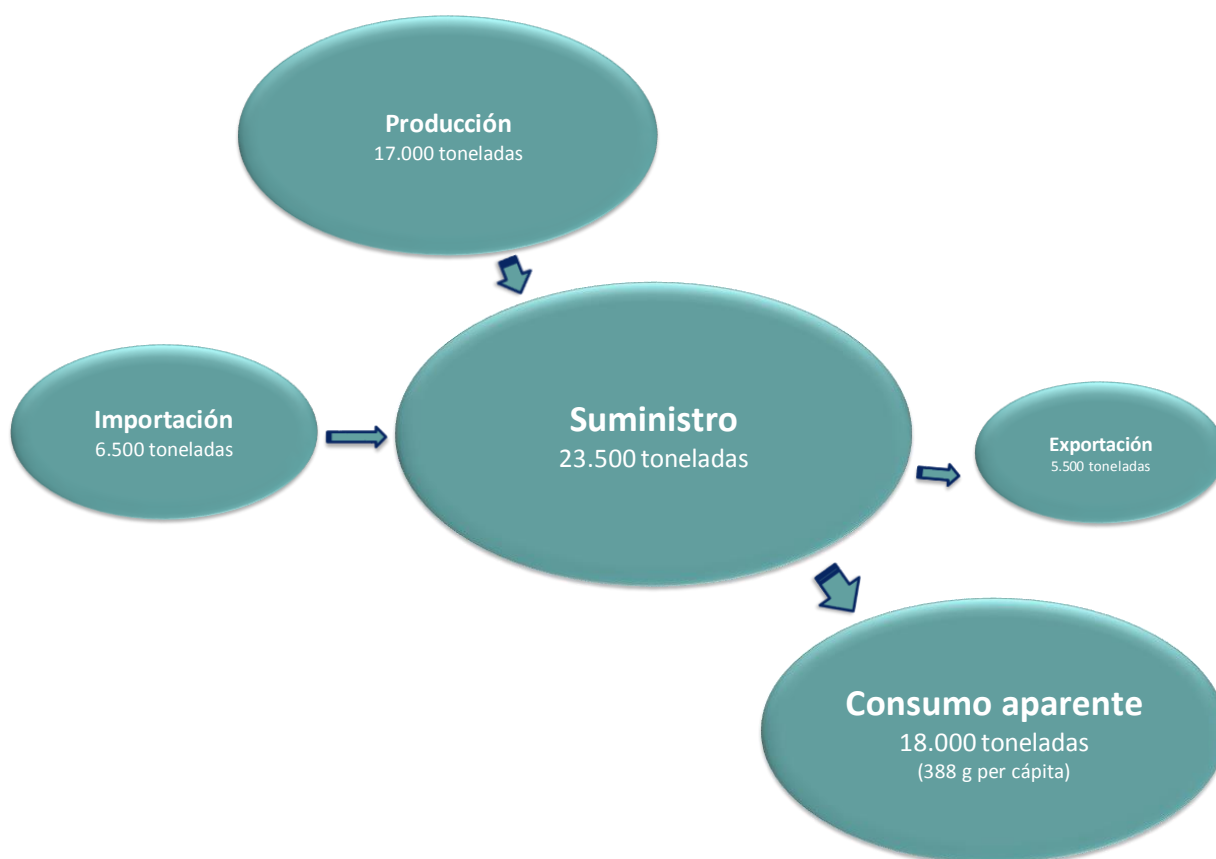 Producción
17.000 toneladas
Importación
6.500 toneladas
Suministro
23.500 toneladas
Exportación
5.500 toneladas
Consumo aparente
18.000 toneladas
(388 g per cápita)